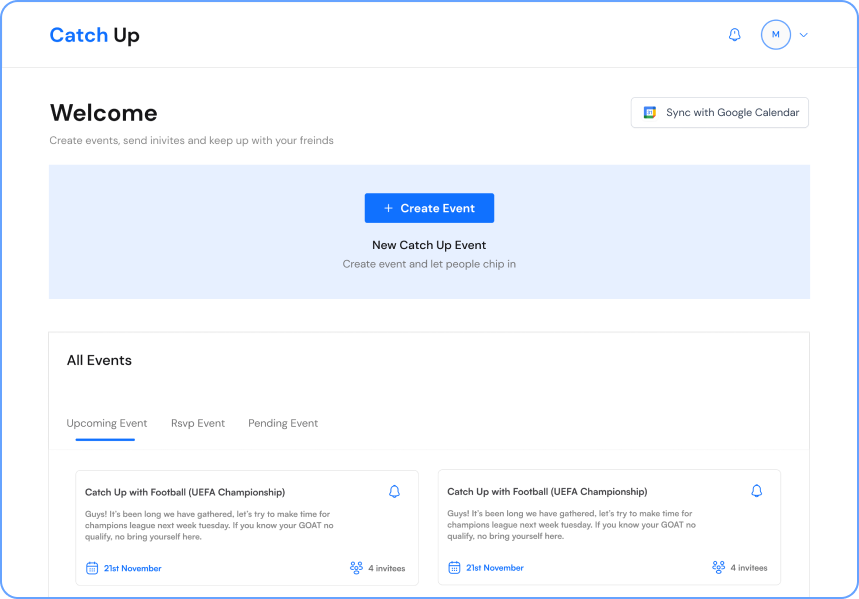 Catch Up
M
Welcome
Sync with Google Calendar
Create events, send inivites and keep up with your freinds
+ Create Event
New Catch Up Event
Create event and let people chip in
All Events
Upcoming Event Rsvp Event Pending Event
Catch Up with Football (UEFA Championship)
Guys! It's been long we have gathered, let's try to make time for
champions league next week tuesday. If you know your GOAT no
qualify, no bring yourself here.
21st November 4 invitees
Catch Up with Football (UEFA Championship)
Guys! It's been long we have gathered, let's try to make time for
champions league next week tuesday. If you know your GOAT no
qualify, no bring yourself here.
21st November 4 invitees